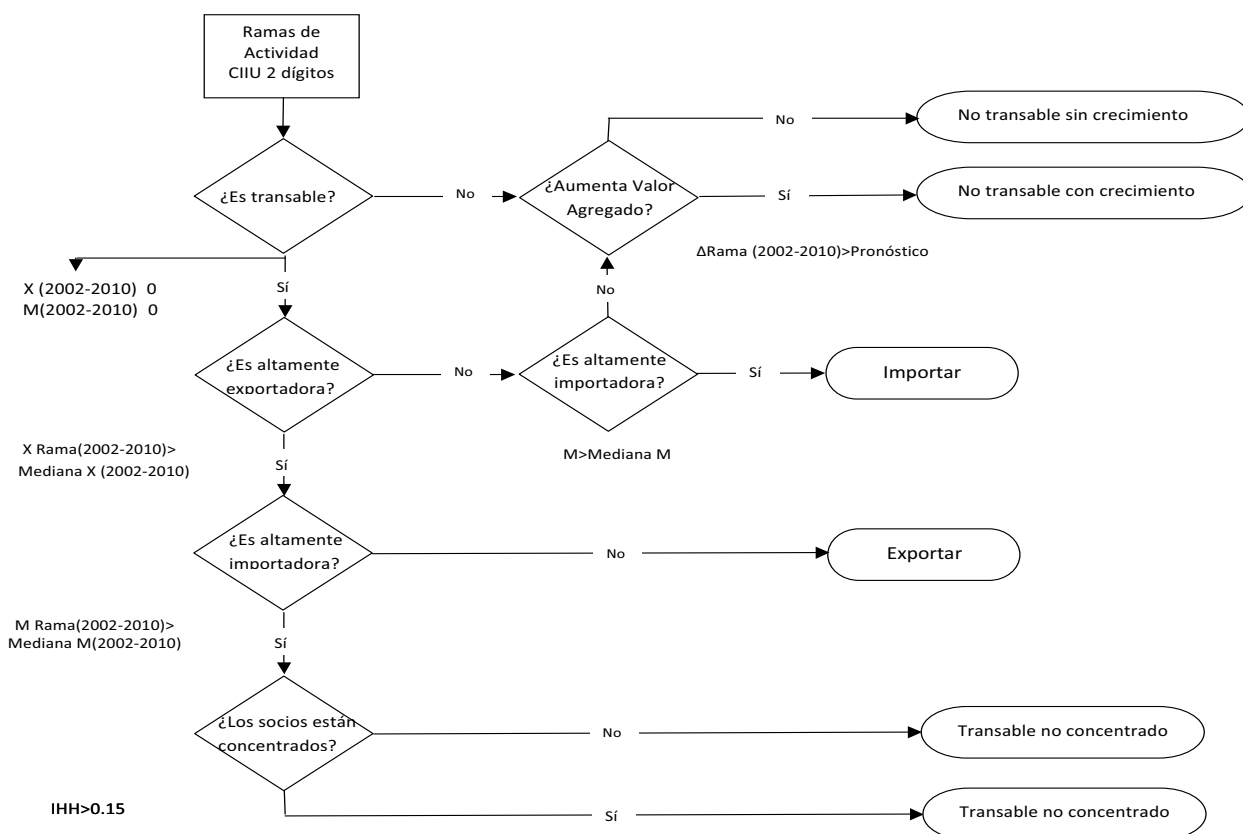 Ramas de
Actividad
CIIU 2 dígitos
No
No transable sin crecimiento
¿Es transable?
No
¿Aumenta Valor
Agregado?
Sí
No transable con crecimiento
ΔRama (2002-2010)>Pronóstico
X (2002-2010) 0
M(2002-2010) 0
Sí
No
¿Es altamente
exportadora?
No
¿Es altamente
importadora?
Sí
Importar
X Rama(2002-2010)>
Mediana X (2002-2010)
Sí
M>Mediana M
¿Es altamente
importadora?
No
Exportar
M Rama(2002-2010)>
Mediana M(2002-2010)
Sí
¿Los socios están
concentrados?
No
Transable no concentrado
IHH>0.15
Sí
Transable no concentrado